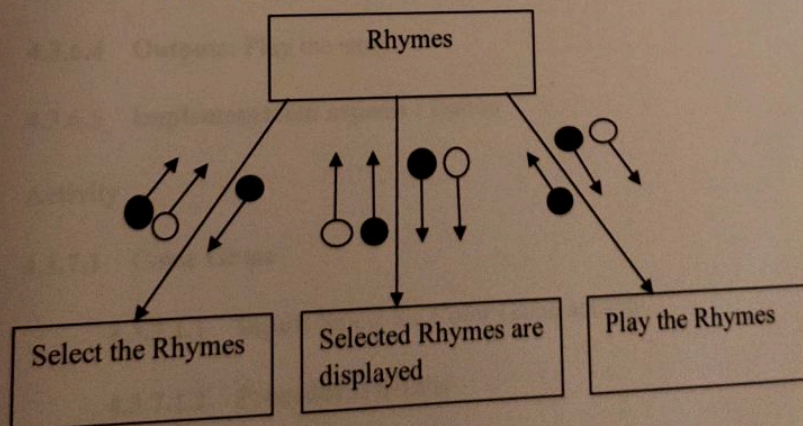 Rhymes
Select the Rhymes
Selected Rhymes are
displayed
Play the Rhymes